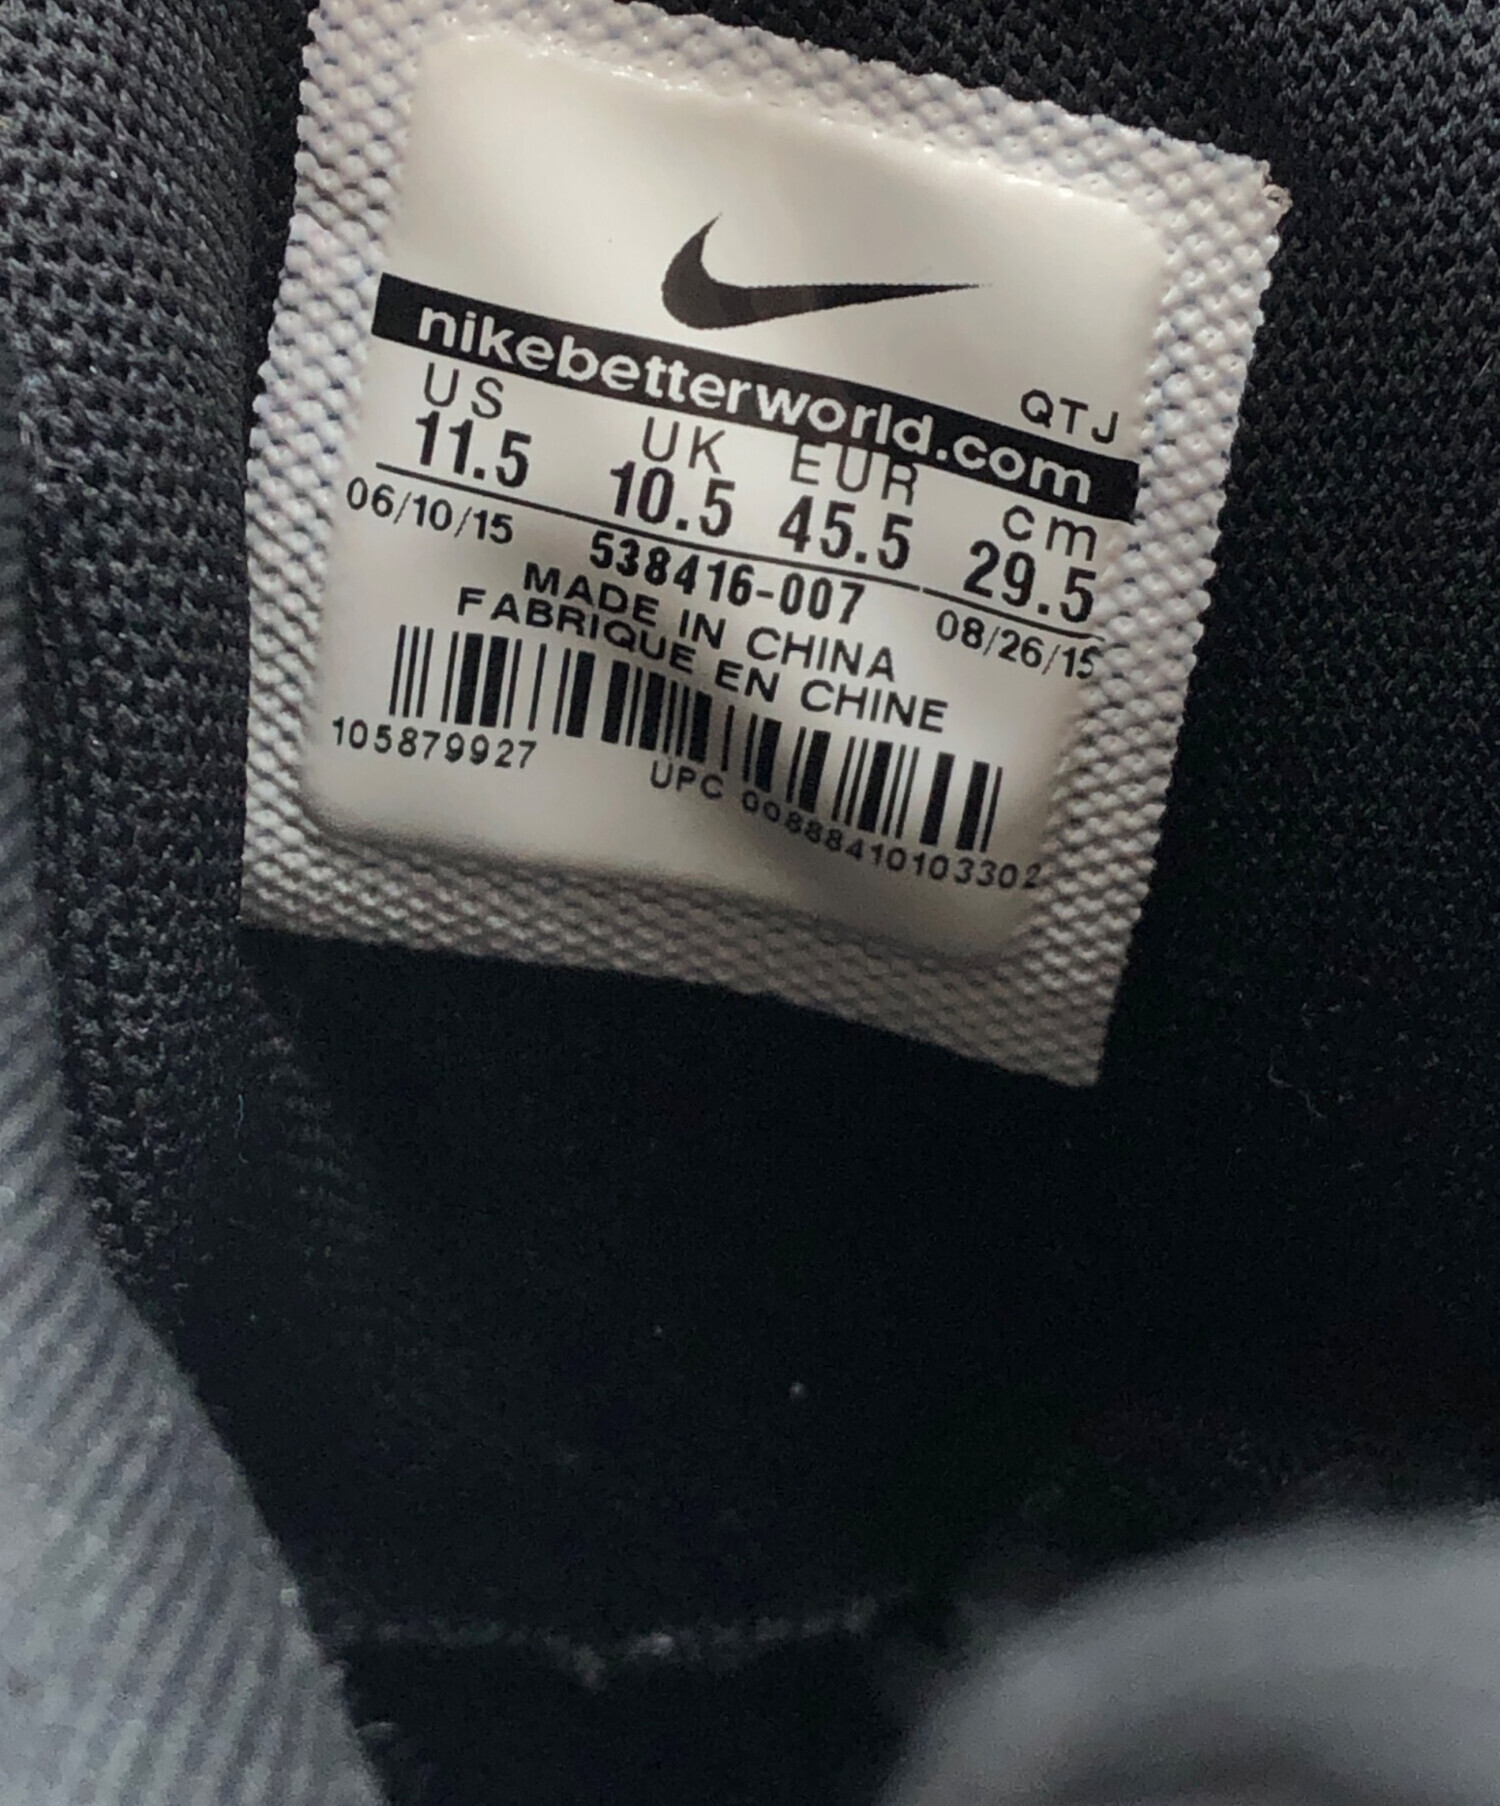 nikebetterworld.com
QTJ
US UK EUR cm
11.5 10.5 45.5 29.5
06/10/15 538416-007 08/26/15
MADE IN CHINA
FABRIQUE EN CHINE
105879927 UPC 00888410103302